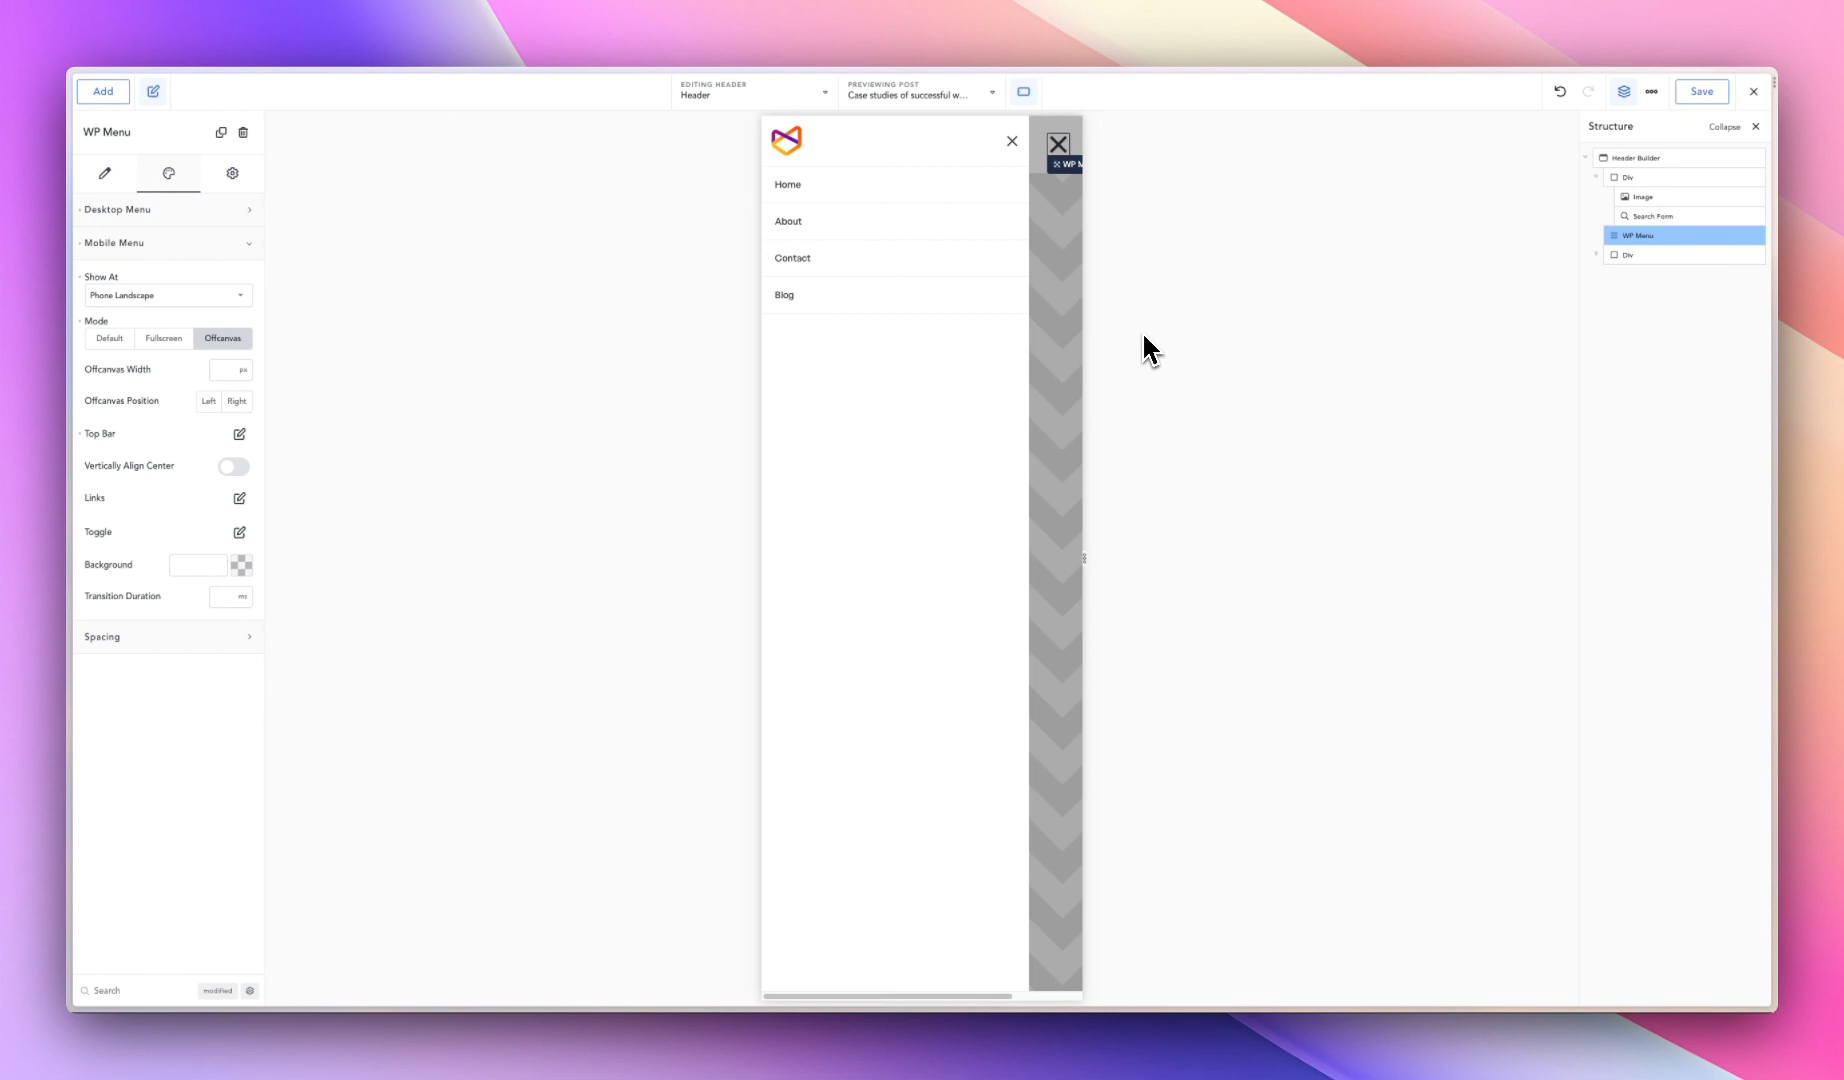 Add
EDITING HEADER
Header
PREVIEWING POST
Case studies of successful w...
Save
WP Menu
Desktop Menu
Mobile Menu
Show At
Phone Landscape
Mode
Default Fullscreen Offcanvas
Offcanvas Width px
Offcanvas Position Left Right
Top Bar
Vertically Align Center
Links
Toggle
Background
Transition Duration ms
Spacing
Search modified
WP M
Home
About
Contact
Blog
Structure Collapse
Header Builder
Div
Image
Search Form
WP Menu
Div